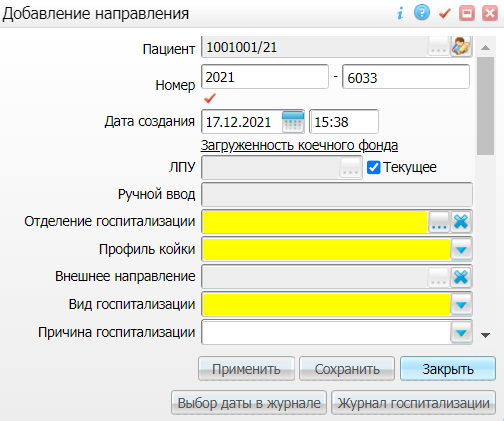 Добавление направления
Пациент 1001001/21 ...
Номер 2021 - 6033
Дата создания 17.12.2021 15:38
Загруженность коечного фонда
ЛПУ ... Текущее
Ручной ввод
Отделение госпитализации ...
Профиль койки
Внешнее направление ...
Вид госпитализации
Причина госпитализации
Применить Сохранить Закрыть
Выбор даты в журнале Журнал госпитализации